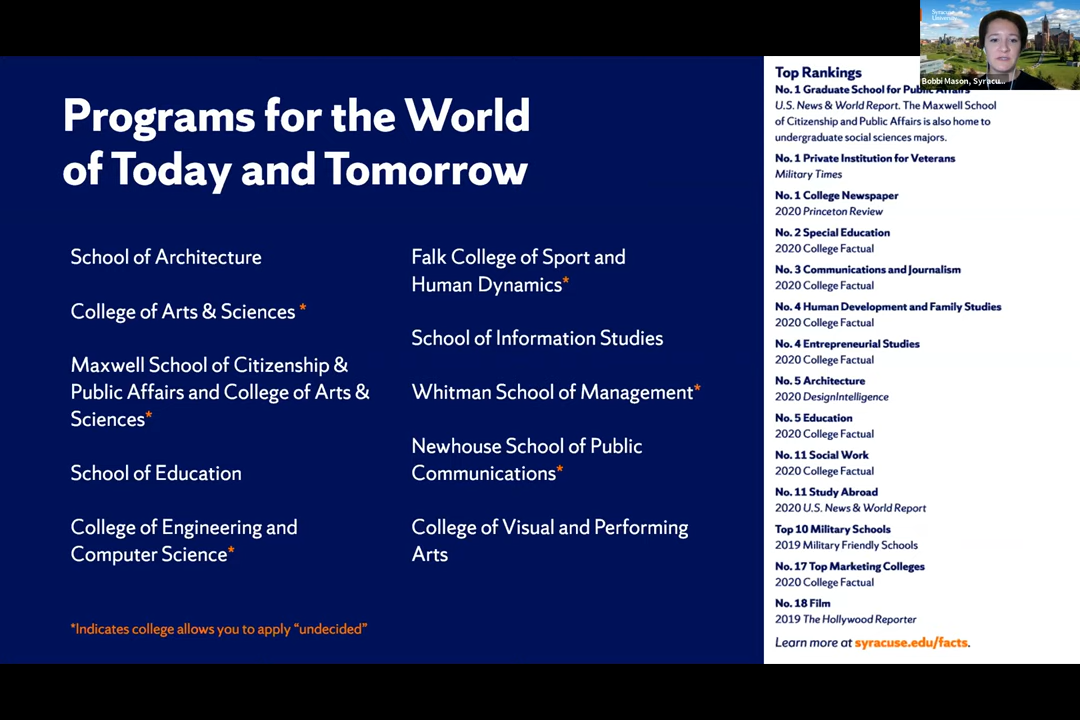 Programs for the World
of Today and Tomorrow
School of Architecture
College of Arts & Sciences *
Maxwell School of Citizenship &
Public Affairs and College of Arts &
Sciences*
School of Education
College of Engineering and
Computer Science*
Falk College of Sport and
Human Dynamics*
School of Information Studies
Whitman School of Management*
Newhouse School of Public
Communications*
College of Visual and Performing
Arts
*Indicates college allows you to apply “undecided”
Top Rankings
No. 1 Graduate School for Public Affairs
U.S. News & World Report. The Maxwell School
of Citizenship and Public Affairs is also home to
undergraduate social sciences majors.
No. 1 Private Institution for Veterans
Military Times
No. 1 College Newspaper
2020 Princeton Review
No. 2 Special Education
2020 College Factual
No. 3 Communications and Journalism
2020 College Factual
No. 4 Human Development and Family Studies
2020 College Factual
No. 4 Entrepreneurial Studies
2020 College Factual
No. 5 Architecture
2020 DesignIntelligence
No. 5 Education
2020 College Factual
No. 11 Social Work
2020 College Factual
No. 11 Study Abroad
2020 U.S. News & World Report
Top 10 Military Schools
2019 Military Friendly Schools
No. 17 Top Marketing Colleges
2020 College Factual
No. 18 Film
2019 The Hollywood Reporter
Learn more at syracuse.edu/facts.
Syracuse
University
Bobbi Mason, Syracu...